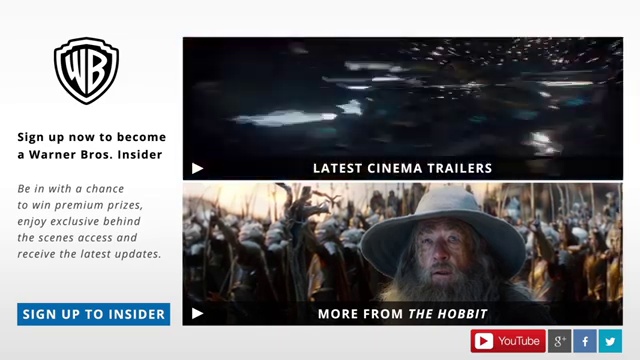 WB
Sign up now to become
a Warner Bros. Insider
Be in with a chance
to win premium prizes,
enjoy exclusive behind
the scenes access and
receive the latest updates.
SIGN UP TO INSIDER
LATEST CINEMA TRAILERS
MORE FROM THE HOBBIT
YouTube
g+
f